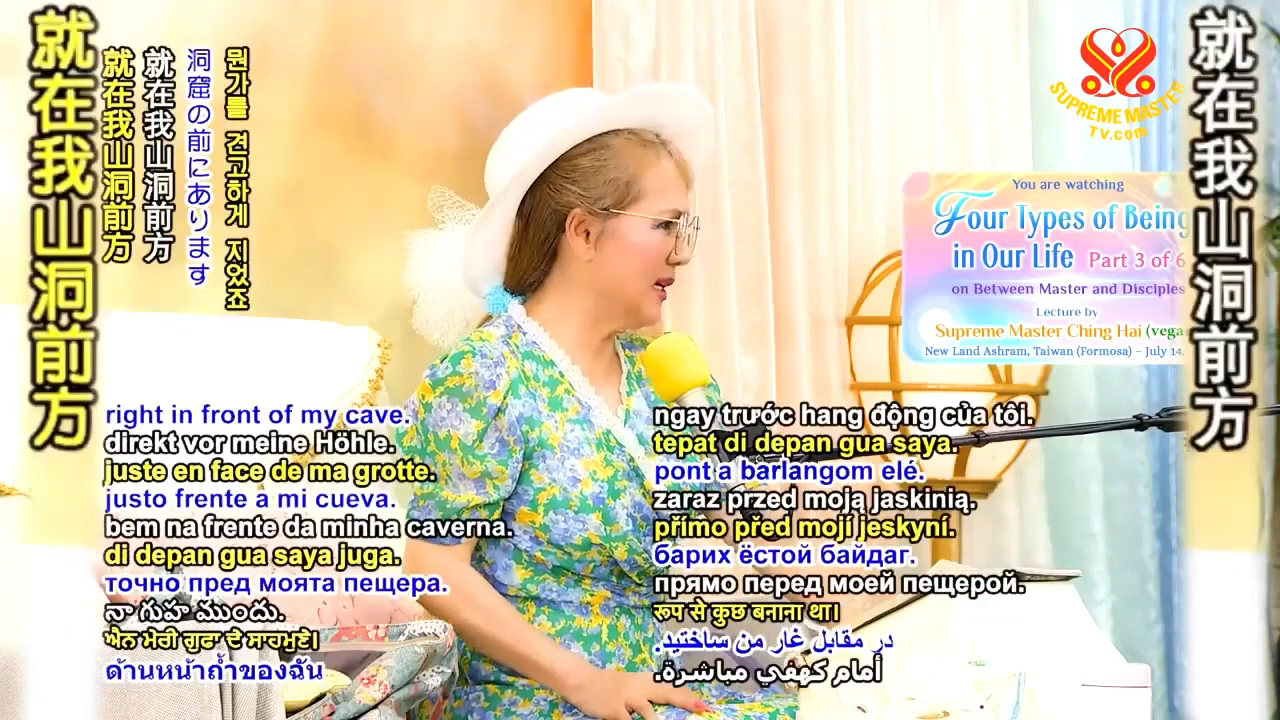 就在我山洞前方
就在我山洞前方
就在我山洞前方
洞窟の前にあります
뭔가를 견고하게 지었죠
就在我山洞前方
SUPREME MASTER
TV.com
You are watching
Four Types of Being
in Our Life Part 3 of 6
on Between Master and Disciples
Lecture by
Supreme Master Ching Hai (vega
New Land Ashram, Taiwan (Formosa) – July 14,
right in front of my cave.
direkt vor meine Höhle.
juste en face de ma grotte.
justo frente a mi cueva.
bem na frente da minha caverna.
di depan gua saya juga.
точно пред моята пещера.
నా గుహ ముందు.
ਐਨ ਮੇਰੀ ਗੁਫਾ ਦੇ ਸਾਹਮੁਣੇ।
ด้านหน้าถ้ำของฉัน
ngay trước hang động của tôi.
tepat di depan gua saya.
pont a barlangom elé.
zaraz przed moją jaskinią.
přímo před mojí jeskyní.
барих ёстой байдаг.
прямо перед моей пещерой.
रूप से कुछ बनाना था।
در مقابل غار من ساختید.
أمام كهفي مباشرة.